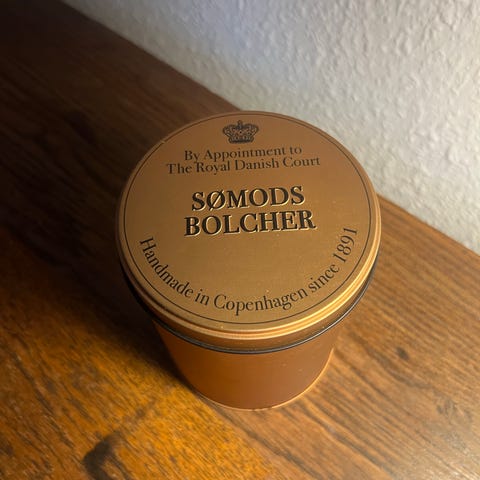 By Appointment to
The Royal Danish Court
SØMODS
BOLCHER
Handmade in Copenhagen since 1891